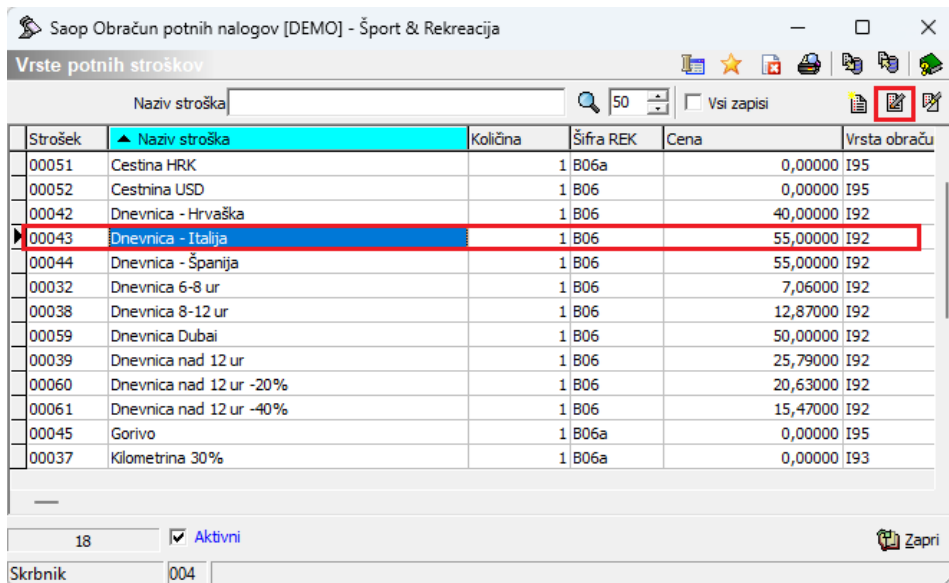 Saop Obračun potnih nalogov [DEMO] - Šport & Rekreacija
Vrste potnih stroškov
Naziv stroška 50 Vsi zapisi
Strošek Naziv stroška Količina Šifra REK Cena Vrsta obraču
00051 Cestina HRK 1 B06a 0,00000 I95
00052 Cestnina USD 1 B06 0,00000 I95
00042 Dnevnica - Hrvaška 1 B06 40,00000 I92
00043 Dnevnica - Italija 1 B06 55,00000 I92
00044 Dnevnica - Španija 1 B06 55,00000 I92
00032 Dnevnica 6-8 ur 1 B06 7,06000 I92
00038 Dnevnica 8-12 ur 1 B06 12,87000 I92
00059 Dnevnica Dubai 1 B06 50,00000 I92
00039 Dnevnica nad 12 ur 1 B06 25,79000 I92
00060 Dnevnica nad 12 ur -20% 1 B06 20,63000 I92
00061 Dnevnica nad 12 ur -40% 1 B06 15,47000 I92
00045 Gorivo 1 B06a 0,00000 I95
00037 Kilometrina 30% 1 B06a 0,00000 I93
18 Aktivni Zapri
Skrbnik 004